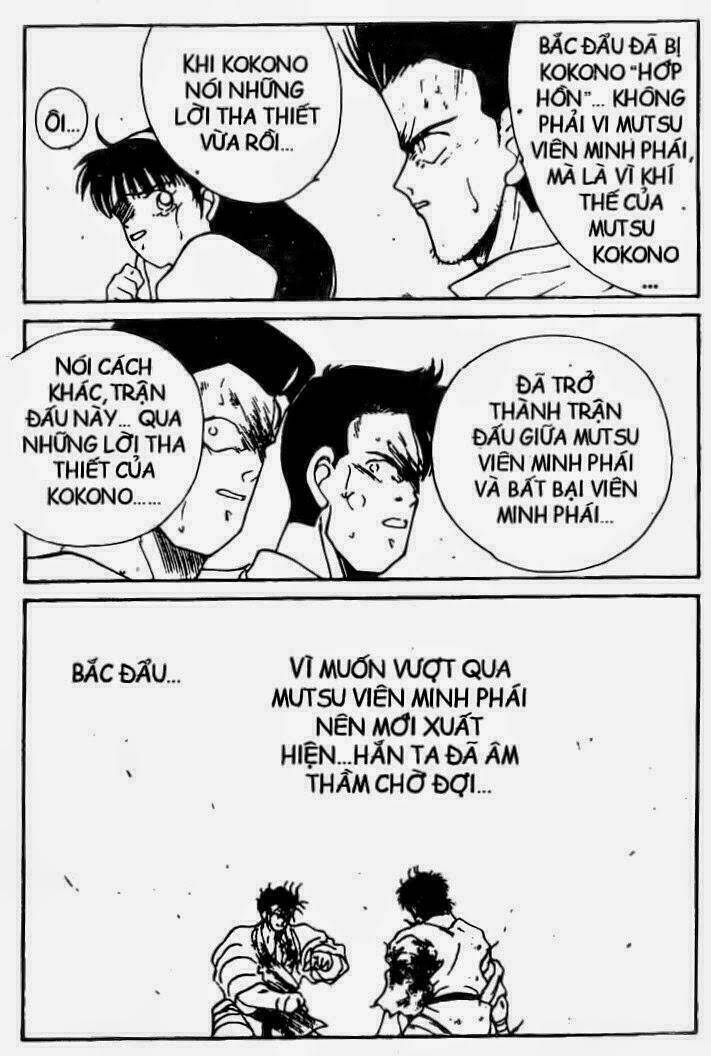 ÔI...
KHI KOKONO
NÓI NHỮNG
LỜI THA THIẾT
VỪA RỒI...
BẮC ĐẨU ĐÃ BỊ
KOKONO "HỚP
HỒN"... KHÔNG
PHẢI VI MUTSU
VIÊN MINH PHÁI,
MÀ LÀ VÌ KHÍ
THẾ CỦA
MUTSU
KOKONO
...
NÓI CÁCH
KHÁC, TRẬN
ĐẤU NÀY... QUA
NHỮNG LỜI THA
THIẾT CỦA
KOKONO......
ĐÃ TRỞ
THÀNH TRẬN
ĐẤU GIỮA MUTSU
VIÊN MINH PHÁI
VÀ BẤT BẠI VIÊN
MINH PHÁI...
BẮC ĐẨU...
VÌ MUỐN VƯỢT QUA
MUTSU VIÊN MINH PHÁI
NÊN MỚI XUẤT
HIỆN...HẮN TA ĐÃ ÂM
THẦM CHỜ ĐỢI...